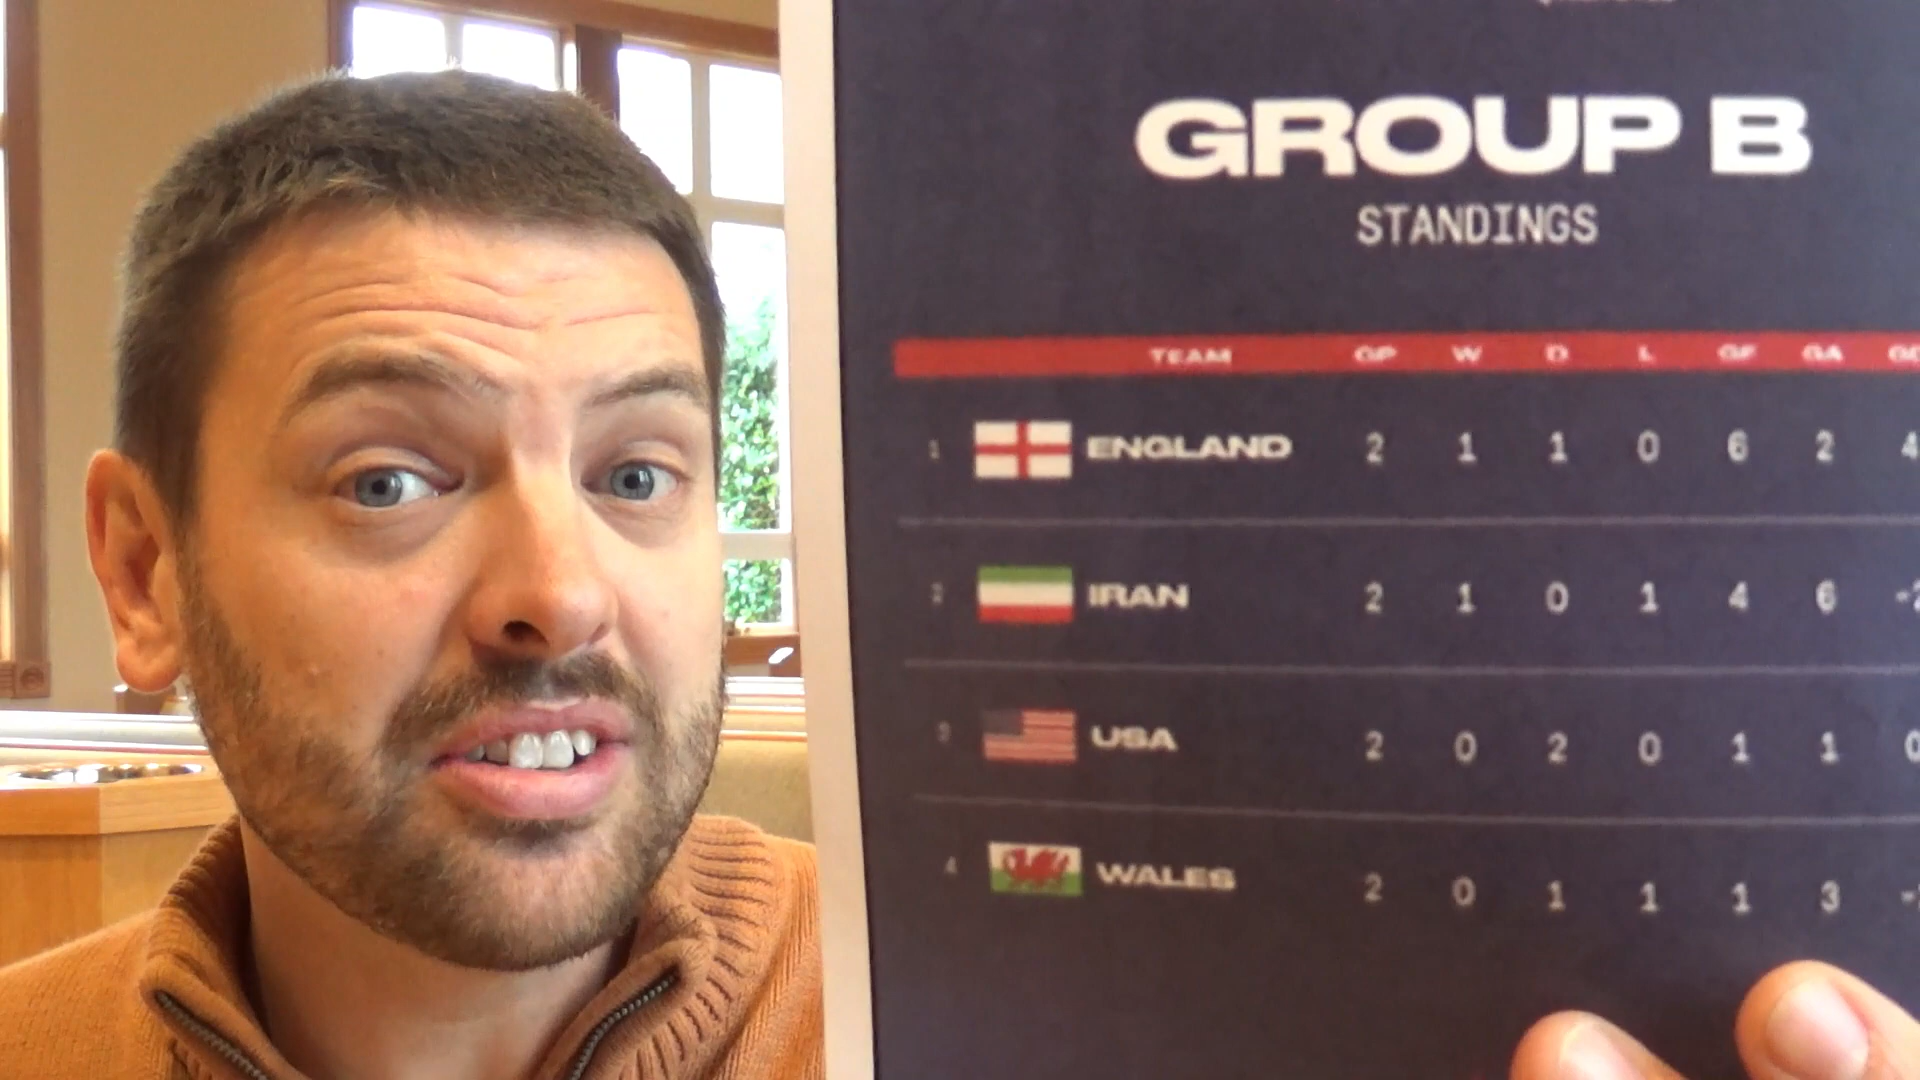 GROUP B
STANDINGS
TEAM GP W D L GF GA
1 ENGLAND 2 1 1 0 6 2 4
2 IRAN 2 1 0 1 4 6 -2
3 USA 2 0 2 0 1 1 0
4 WALES 2 0 1 1 1 3